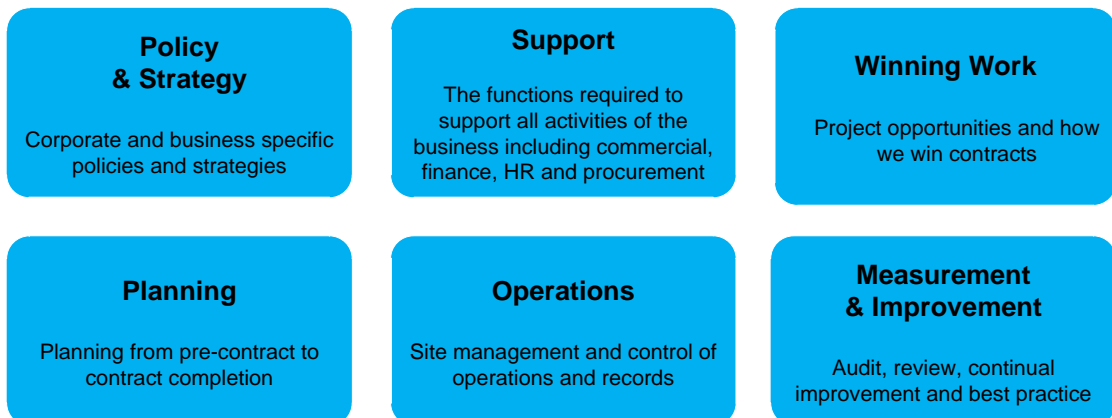 Policy
& Strategy
Corporate and business specific
policies and strategies
Support
The functions required to
support all activities of the
business including commercial,
finance, HR and procurement
Winning Work
Project opportunities and how
we win contracts
Planning
Planning from pre-contract to
contract completion
Operations
Site management and control of
operations and records
Measurement
& Improvement
Audit, review, continual
improvement and best practice